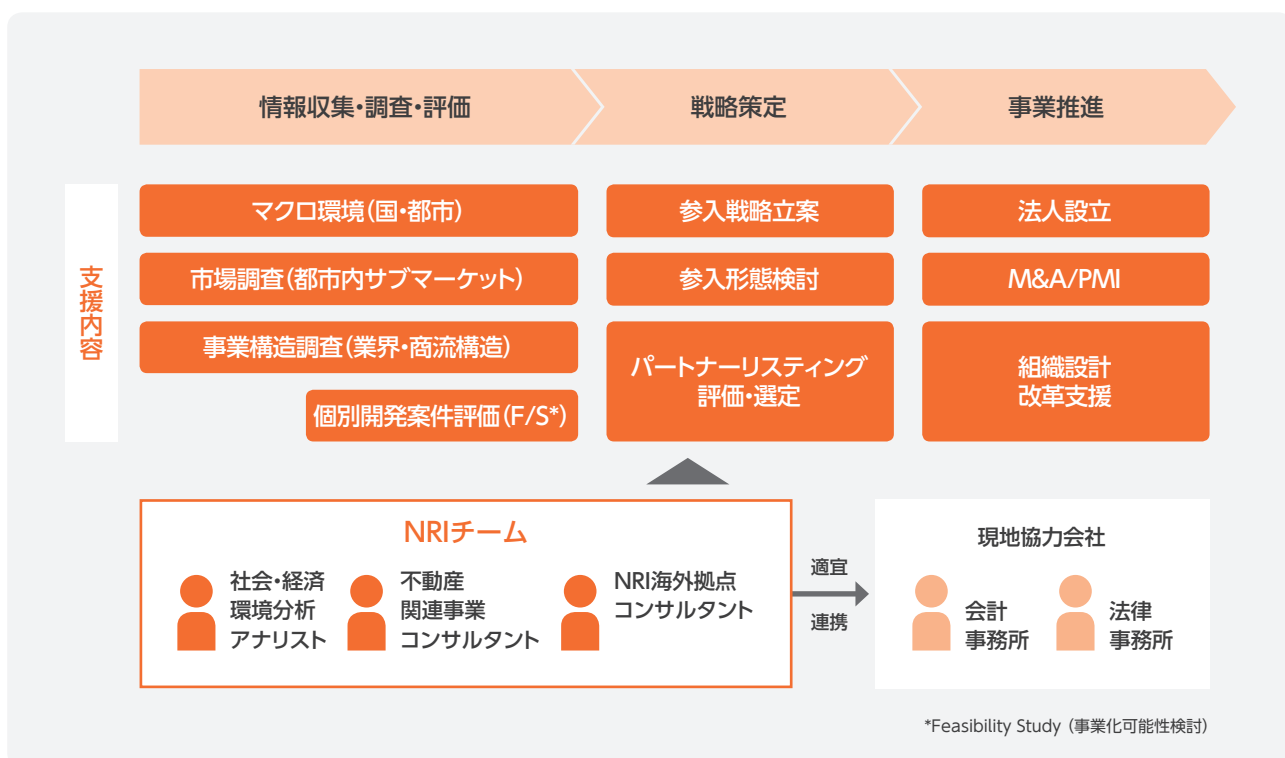 情報収集・調査・評価
戦略策定
事業推進
支援内容
マクロ環境(国・都市)
市場調査(都市内サブマーケット)
事業構造調査(業界・商流構造)
個別開発案件評価(F/S*)
参入戦略立案
参入形態検討
パートナーリスティング
評価・選定
法人設立
M&A/PMI
組織設計
改革支援
NRIチーム
社会・経済
環境分析
アナリスト
不動産
関連事業
コンサルタント
NRI海外拠点
コンサルタント
適宜
連携
現地協力会社
会計
事務所
法律
事務所
*Feasibility Study(事業化可能性検討)